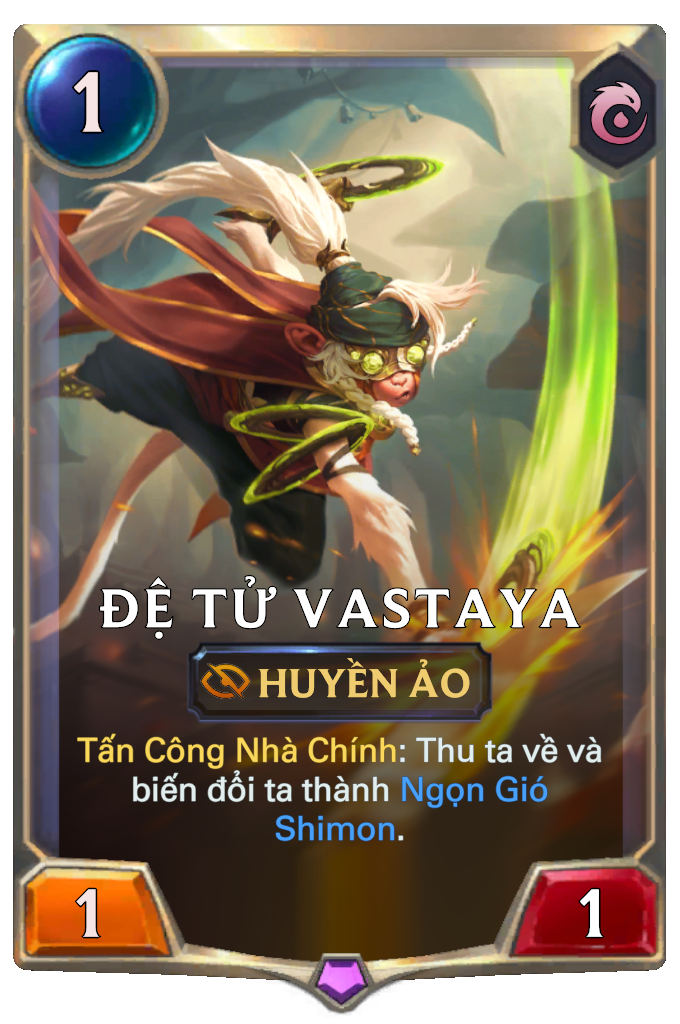 1
ĐỆ TỬ VASTAYA
HUYỀN ẢO
Tấn Công Nhà Chính: Thu ta về và
biến đổi ta thành Ngọn Gió
Shimon.
1
1